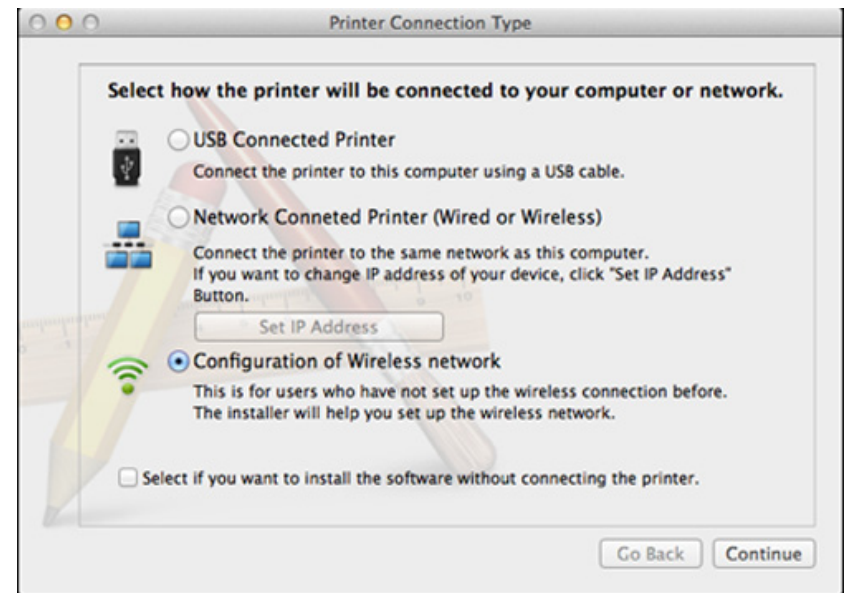 Printer Connection Type
Select how the printer will be connected to your computer or network.
USB Connected Printer
Connect the printer to this computer using a USB cable.
Network Conneted Printer (Wired or Wireless)
Connect the printer to the same network as this computer.
If you want to change IP address of your device, click "Set IP Address"
Button.
Set IP Address
Configuration of Wireless network
This is for users who have not set up the wireless connection before.
The installer will help you set up the wireless network.
Select if you want to install the software without connecting the printer.
Go Back Continue